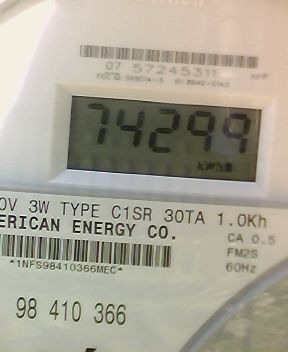 07 57245311
74299
kWh
0V 3W TYPE C1SR 30TA 1.0Kh
ERICAN ENERGY CO.
CA 0.5
FM2S
60Hz
*1NFS98410366MEC*
98 410 366